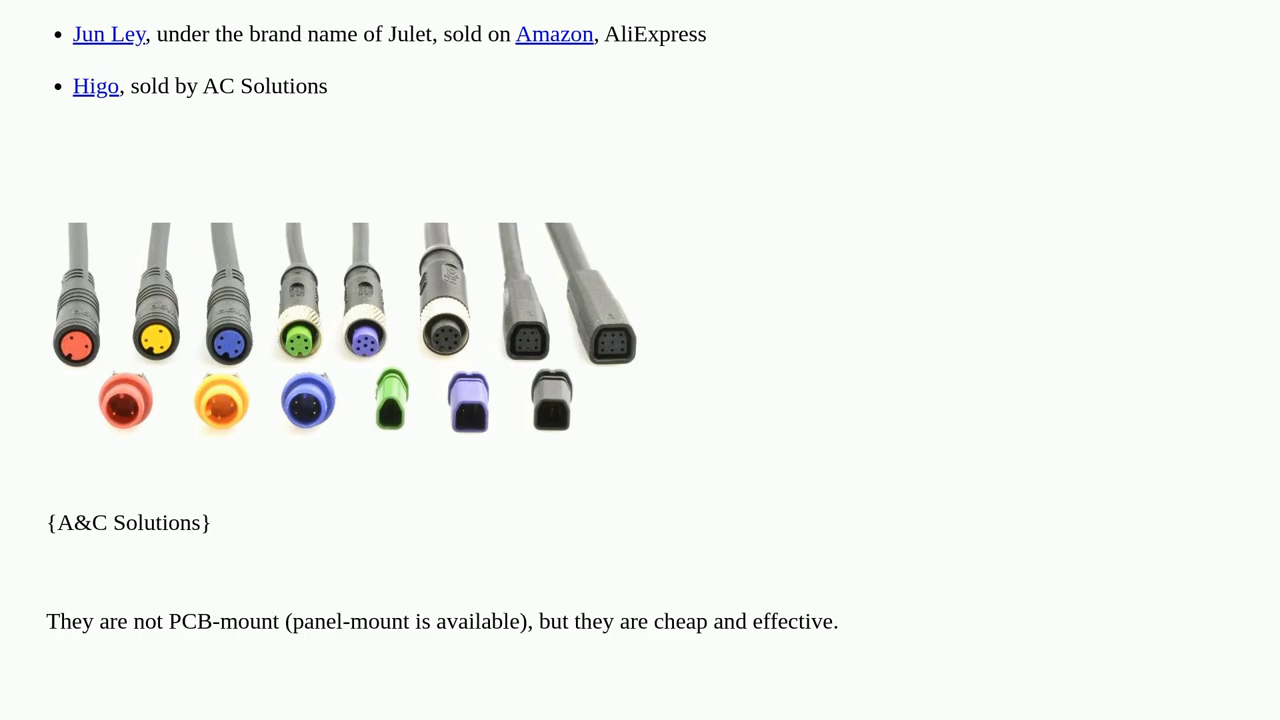 Jun Ley, under the brand name of Julet, sold on Amazon, AliExpress
Higo, sold by AC Solutions
{A&C Solutions}
They are not PCB-mount (panel-mount is available), but they are cheap and effective.